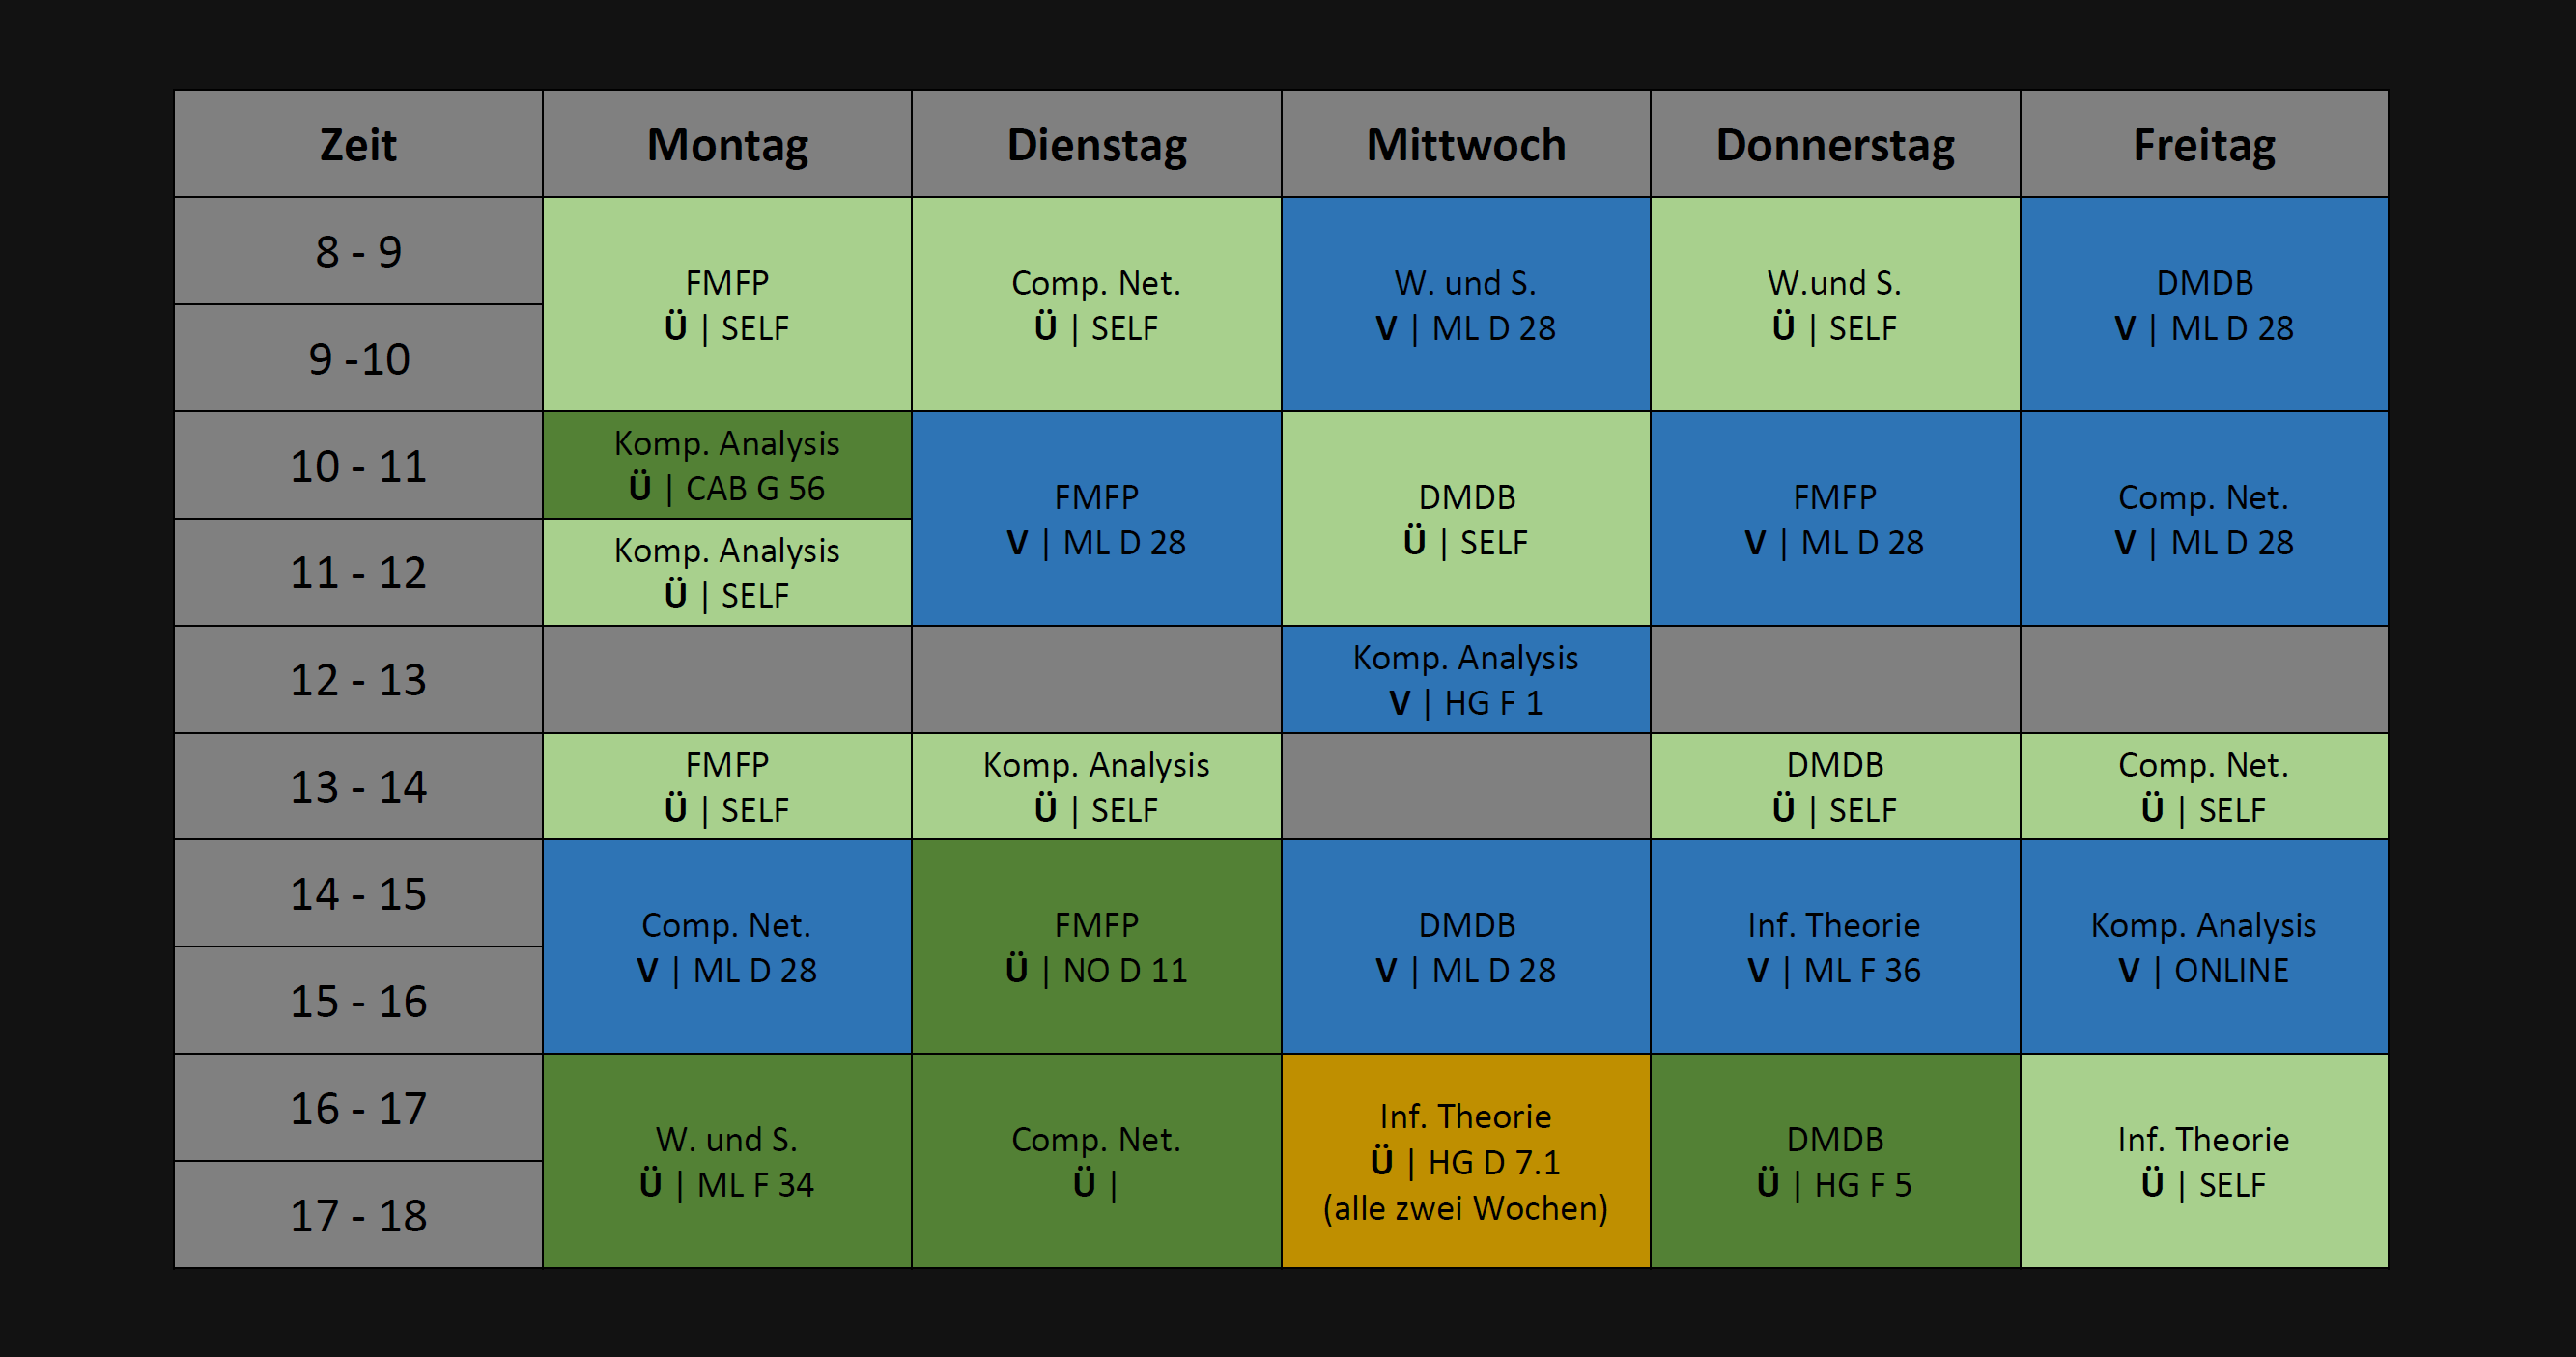 Zeit Montag Dienstag Mittwoch Donnerstag Freitag
8 - 9
FMFP
Ü | SELF
Comp. Net.
Ü | SELF
W. und S.
V | ML D 28
W.und S.
Ü | SELF
DMDB
V | ML D 28
9 -10
10 - 11
Komp. Analysis
Ü | CAB G 56
FMFP
V | ML D 28
DMDB
Ü | SELF
FMFP
V | ML D 28
Comp. Net.
V | ML D 28
11 - 12
Komp. Analysis
Ü | SELF
12 - 13
Komp. Analysis
V | HG F 1
13 - 14
FMFP
Ü | SELF
Komp. Analysis
Ü | SELF
DMDB
Ü | SELF
Comp. Net.
Ü | SELF
14 - 15
Comp. Net.
V | ML D 28
FMFP
Ü | NO D 11
DMDB
V | ML D 28
Inf. Theorie
V | ML F 36
Komp. Analysis
V | ONLINE
15 - 16
16 - 17
W. und S.
Ü | ML F 34
Comp. Net.
Ü |
Inf. Theorie
Ü | HG D 7.1
(alle zwei Wochen)
DMDB
Ü | HG F 5
Inf. Theorie
Ü | SELF
17 - 18